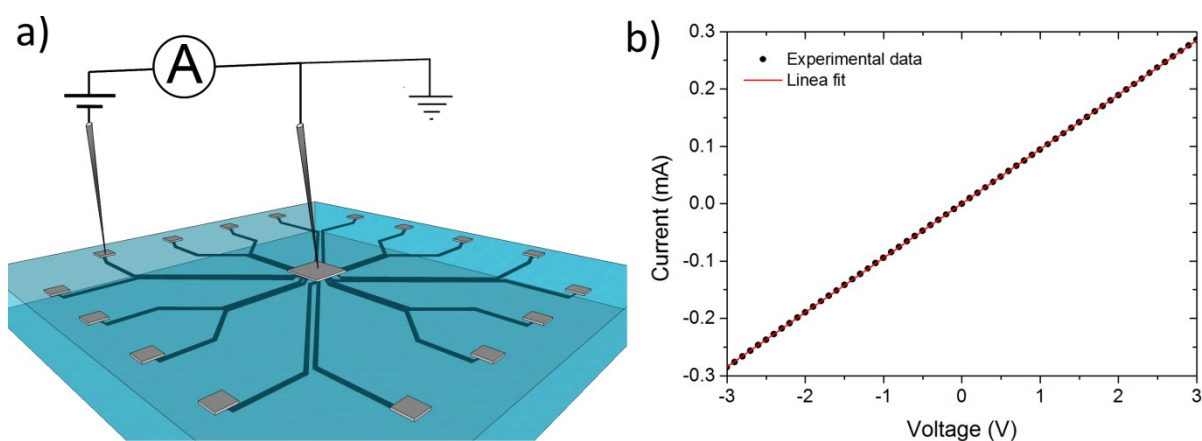 a)
A
b)
Experimental data
Linea fit
Current (mA)
0.3
0.2
0.1
0.0
-0.1
-0.2
-0.3
-3
-2
-1
0
1
2
3
Voltage (V)